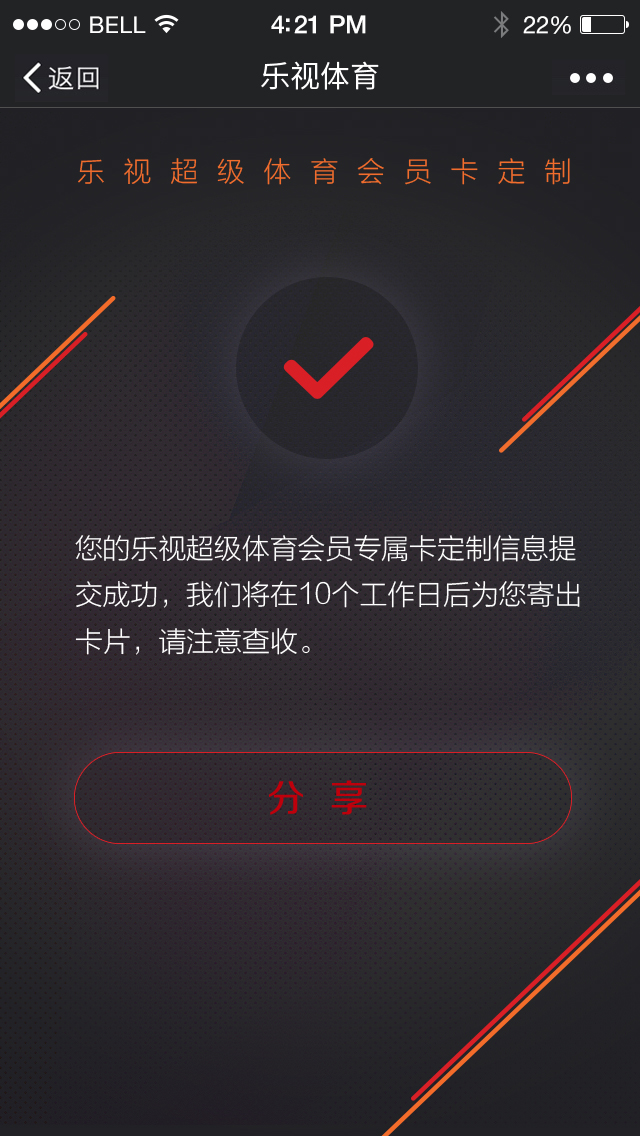 BELL 4:21 PM 22%
返回 乐视体育
乐视超级体育会员卡定制
您的乐视超级体育会员专属卡定制信息提
交成功，我们将在10个工作日后为您寄出
卡片，请注意查收。
分享